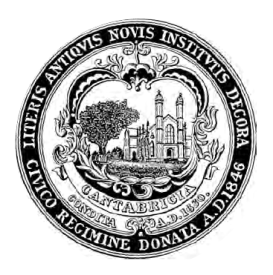 LITERIS ANTIQVIS NOVIS INSTITVTIS DECORA
CIVICO REGIMINE DONATA A.D.1846
CANTABRIGIA
CONDITA A.D.1630.